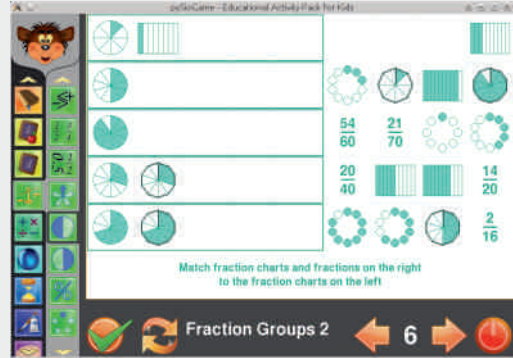 pySioGame - Educational Activity Pack For Kids
54
60
21
70
20
40
14
20
2
16
Match fraction charts and fractions on the right
to the fraction charts on the left
Fraction Groups 2
6